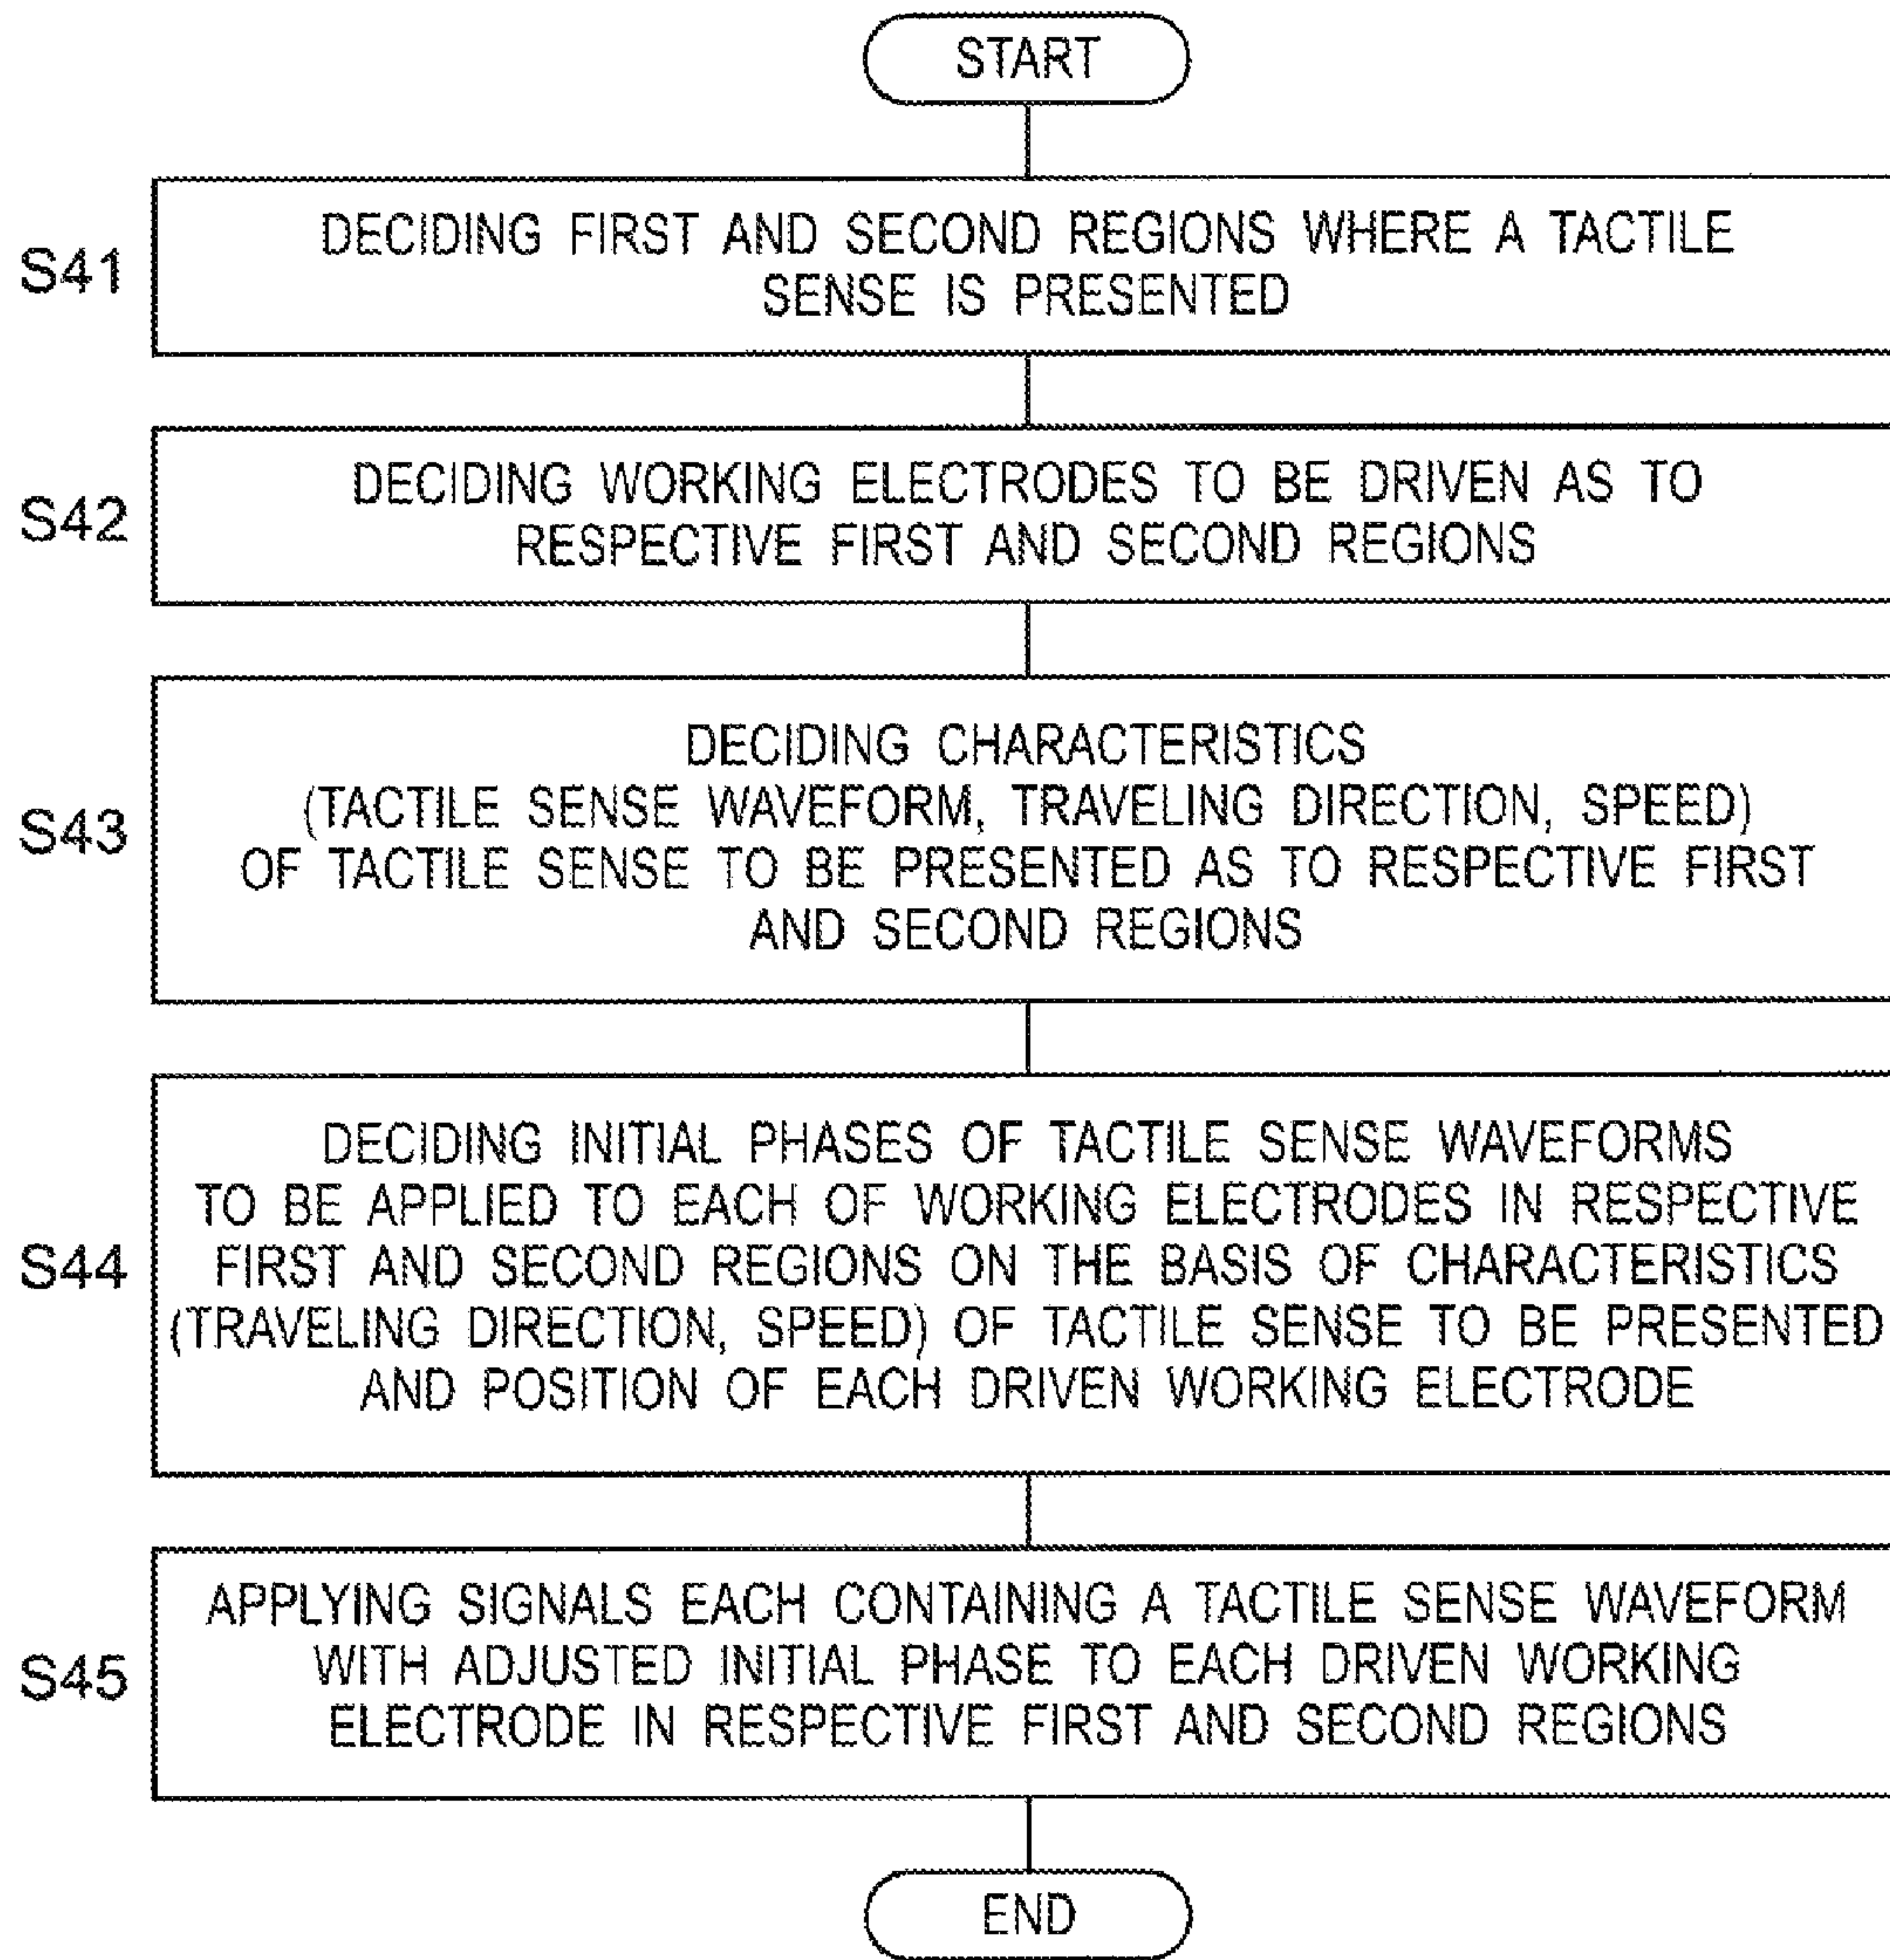 START
S41
DECIDING FIRST AND SECOND REGIONS WHERE A TACTILE
SENSE IS PRESENTED
S42
DECIDING WORKING ELECTRODES TO BE DRIVEN AS TO
RESPECTIVE FIRST AND SECOND REGIONS
S43
DECIDING CHARACTERISTICS
(TACTILE SENSE WAVEFORM, TRAVELING DIRECTION, SPEED)
OF TACTILE SENSE TO BE PRESENTED AS TO RESPECTIVE FIRST
AND SECOND REGIONS
S44
DECIDING INITIAL PHASES OF TACTILE SENSE WAVEFORMS
TO BE APPLIED TO EACH OF WORKING ELECTRODES IN RESPECTIVE
FIRST AND SECOND REGIONS ON THE BASIS OF CHARACTERISTICS
(TRAVELING DIRECTION, SPEED) OF TACTILE SENSE TO BE PRESENTED
AND POSITION OF EACH DRIVEN WORKING ELECTRODE
S45
APPLYING SIGNALS EACH CONTAINING A TACTILE SENSE WAVEFORM
WITH ADJUSTED INITIAL PHASE TO EACH DRIVEN WORKING
ELECTRODE IN RESPECTIVE FIRST AND SECOND REGIONS
END